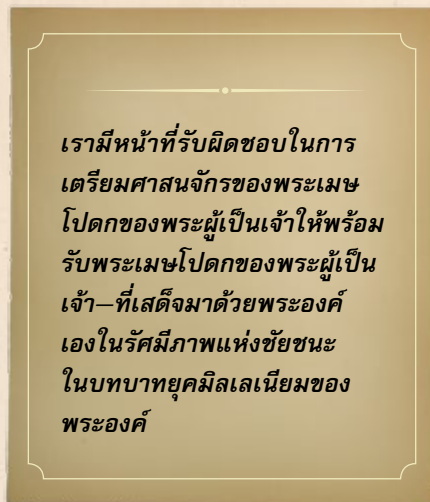 เรามีหน้าที่รับผิดชอบในการ
เตรียมศาสนจักรของพระเมษ
โปดกของพระผู้เป็นเจ้าให้พร้อม
รับพระเมษโปดกของพระผู้เป็น
เจ้า—ที่เสด็จมาด้วยพระองค์
เองในรัศมีภาพแห่งชัยชนะ
ในบทบาทยุคมิลเลเนียมของ
พระองค์